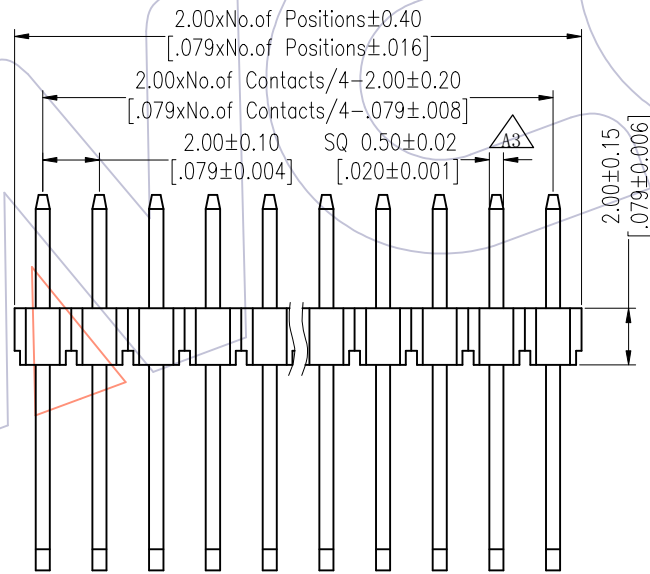 2.00xNo.of Positions±0.40
[.079xNo.of Positions±.016]
2.00xNo.of Contacts/4-2.00±0.20
[.079xNo.of Contacts/4-.079±.008]
2.00±0.10
[.079±0.004]
SQ 0.50±0.02
[.020±0.001]
A3
2.00±0.15
[.079±0.006]